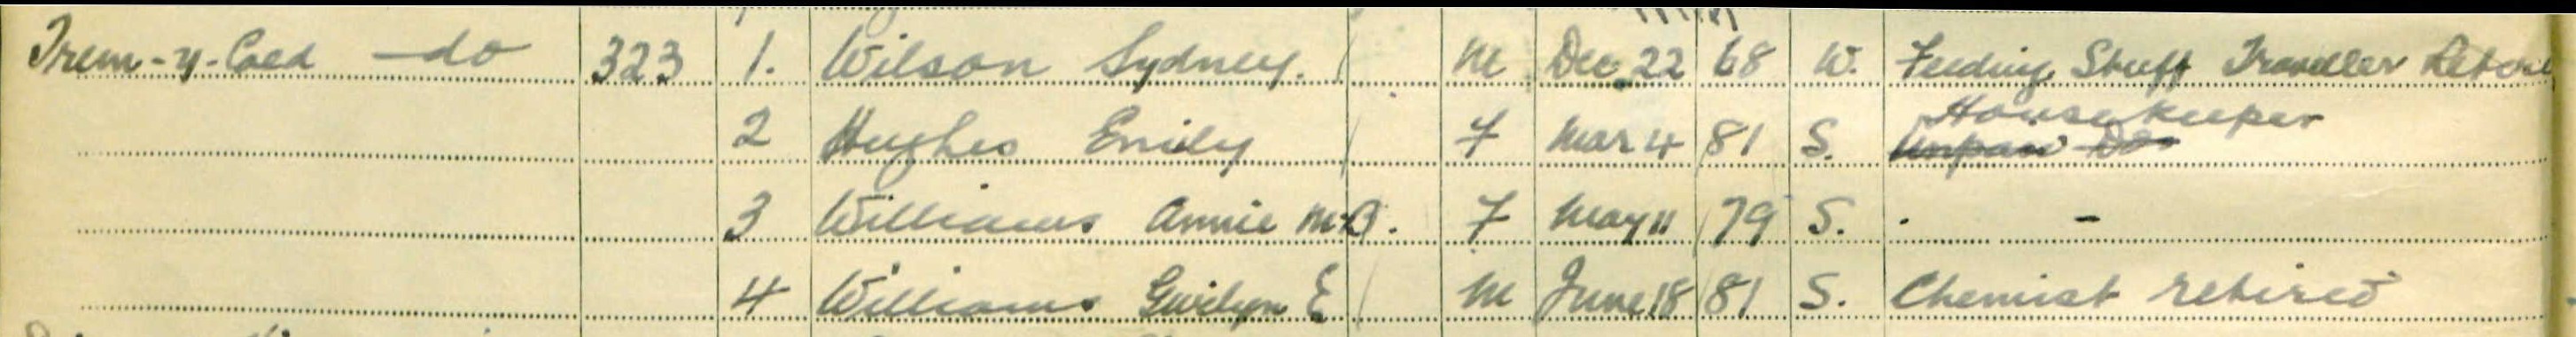 Trem-y-Coed do 323 1. Wilson Sydney. M Dec 22 68 W. Feeding Stuff Traveller Retired
Housekeeper
2 Hughes Emily F Mar 4 81 S. Unpaid Do
3 Williams Annie M.B. F May 11 79 S. . -
4 Williams Gwilym E M June 18 81 S. Chemist retired